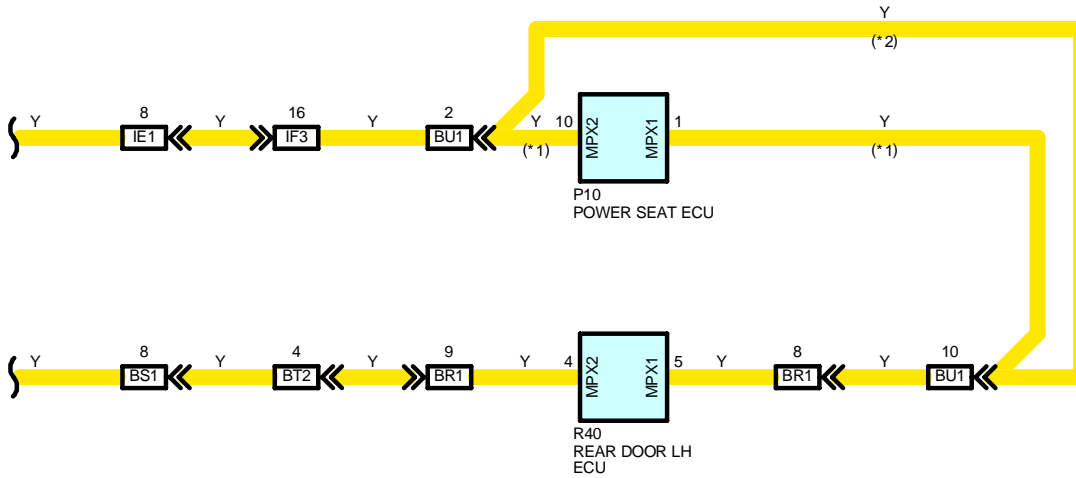 Y
(*2)
8
16
2
Y
Y
Y
Y
10
1
Y
IE1
IF3
BU1
(*1)
MPX2
MPX1
(*1)
P10
POWER SEAT ECU
8
4
9
Y
Y
Y
Y
4
5
Y
8
Y
10
BS1
BT2
BR1
MPX2
MPX1
BR1
BU1
R40
REAR DOOR LH
ECU